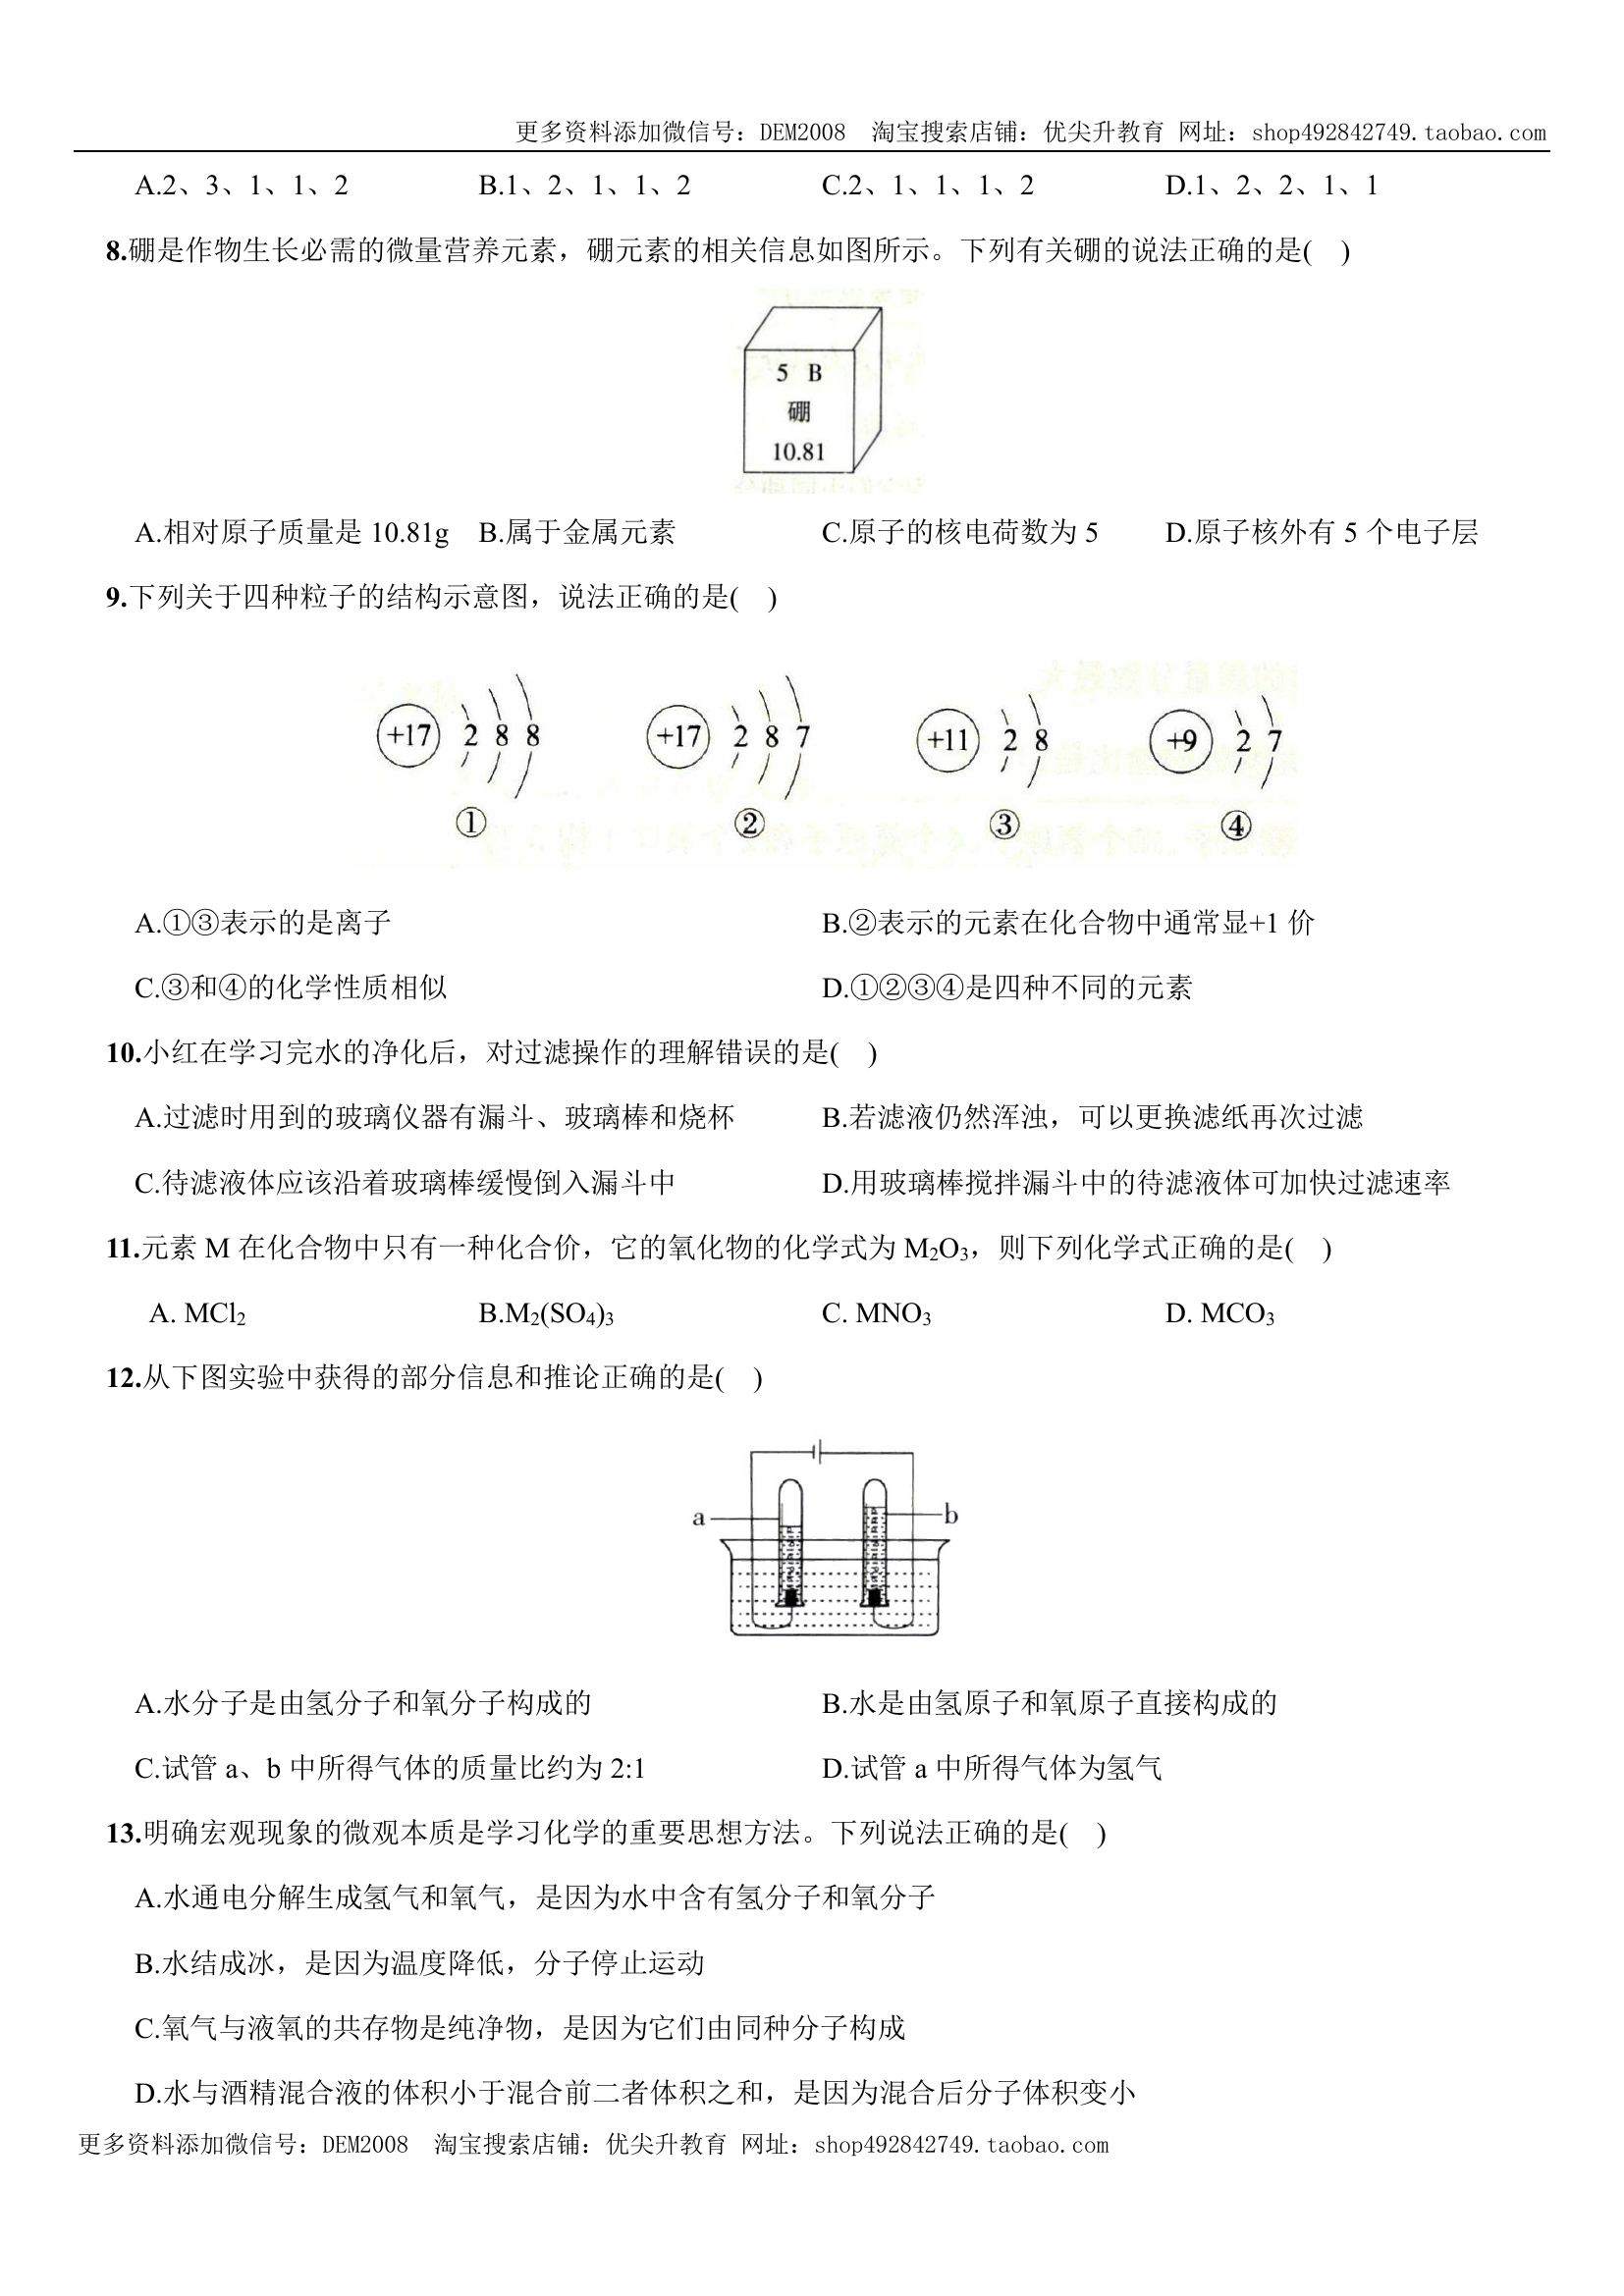 更多资料添加微信号：DEM2008 淘宝搜索店铺：优尖升教育 网址：shop492842749.taobao.com
A.2、3、1、1、2 B.1、2、1、1、2 C.2、1、1、1、2 D.1、2、2、1、1
8.硼是作物生长必需的微量营养元素，硼元素的相关信息如图所示。下列有关硼的说法正确的是( )
5 B
硼
10.81
A.相对原子质量是 10.81g B.属于金属元素 C.原子的核电荷数为 5 D.原子核外有 5 个电子层
9.下列关于四种粒子的结构示意图，说法正确的是( )
+17 2 8 8 +17 2 8 7 +11 2 8 +9 2 7
① ② ③ ④
A.①③表示的是离子 B.②表示的元素在化合物中通常显+1 价
C.③和④的化学性质相似 D.①②③④是四种不同的元素
10.小红在学习完水的净化后，对过滤操作的理解错误的是( )
A.过滤时用到的玻璃仪器有漏斗、玻璃棒和烧杯 B.若滤液仍然浑浊，可以更换滤纸再次过滤
C.待滤液体应该沿着玻璃棒缓慢倒入漏斗中 D.用玻璃棒搅拌漏斗中的待滤液体可加快过滤速率
11.元素 M 在化合物中只有一种化合价，它的氧化物的化学式为 M₂O₃，则下列化学式正确的是( )
A. MCl₂ B.M₂(SO₄)₃ C. MNO₃ D. MCO₃
12.从下图实验中获得的部分信息和推论正确的是( )
a b
A.水分子是由氢分子和氧分子构成的 B.水是由氢原子和氧原子直接构成的
C.试管 a、b 中所得气体的质量比约为 2:1 D.试管 a 中所得气体为氢气
13.明确宏观现象的微观本质是学习化学的重要思想方法。下列说法正确的是( )
A.水通电分解生成氢气和氧气，是因为水中含有氢分子和氧分子
B.水结成冰，是因为温度降低，分子停止运动
C.氧气与液氧的共存物是纯净物，是因为它们由同种分子构成
D.水与酒精混合液的体积小于混合前二者体积之和，是因为混合后分子体积变小
更多资料添加微信号：DEM2008 淘宝搜索店铺：优尖升教育 网址：shop492842749.taobao.com